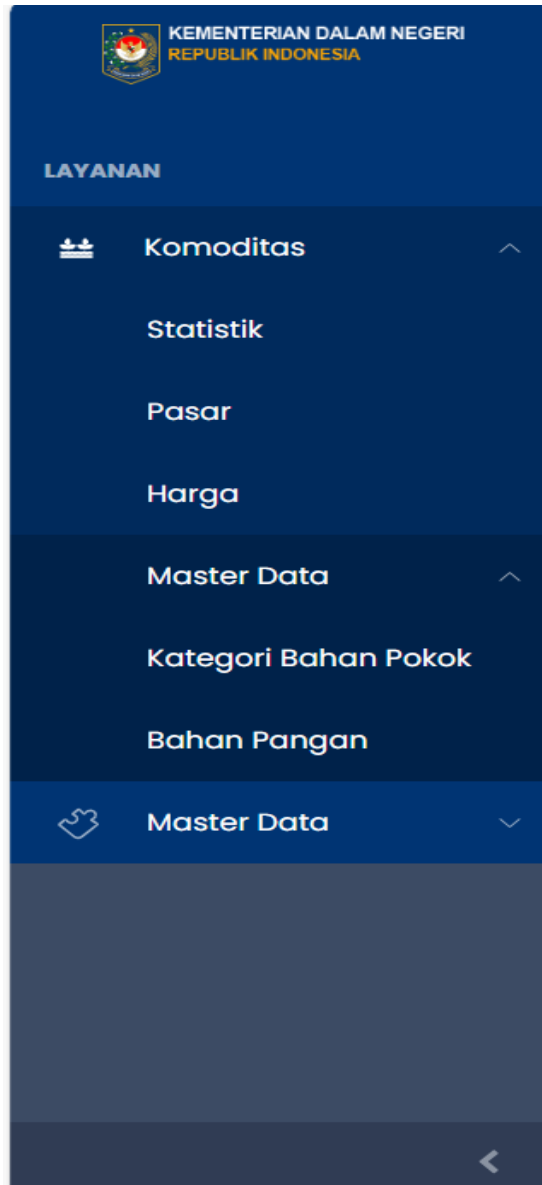 KEMENTERIAN DALAM NEGERI
REPUBLIK INDONESIA
LAYANAN
Komoditas
Statistik
Pasar
Harga
Master Data
Kategori Bahan Pokok
Bahan Pangan
Master Data